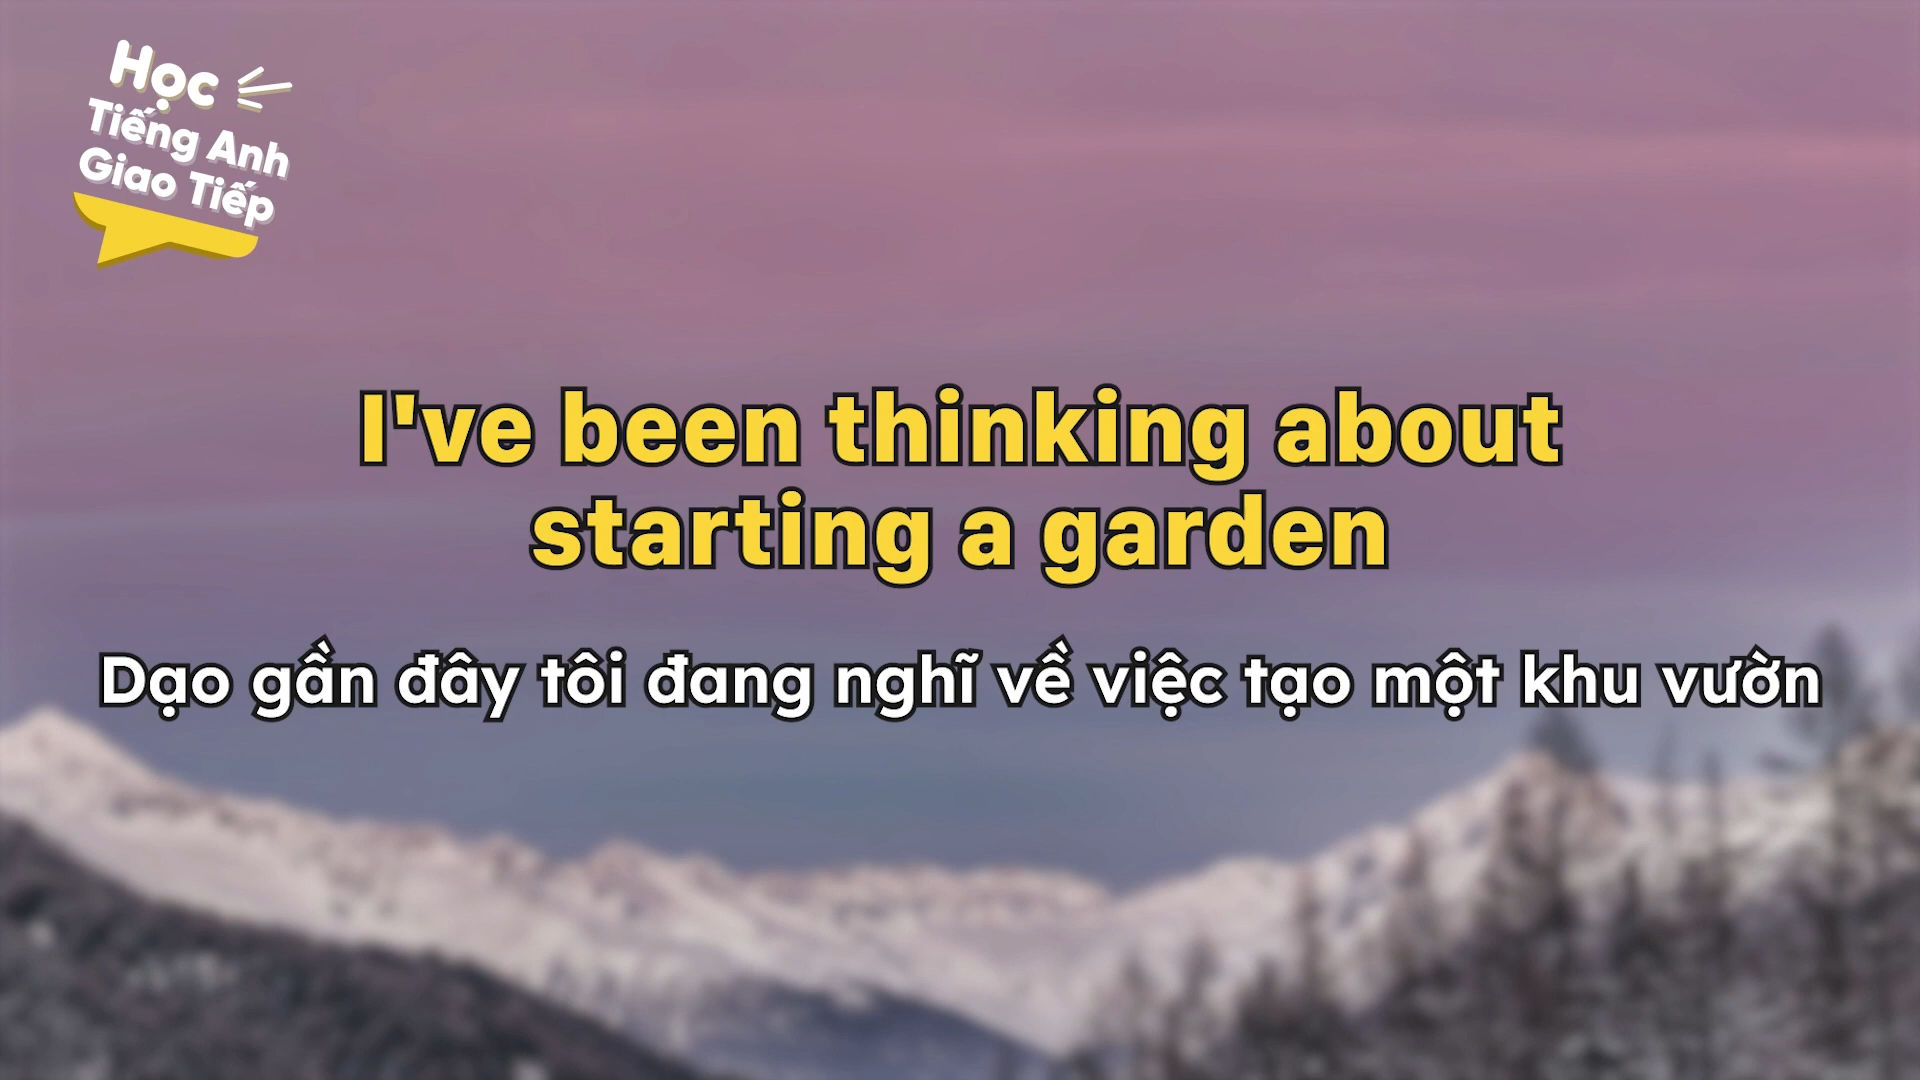 Học
Tiếng Anh
Giao Tiếp
I've been thinking about
starting a garden
Dạo gần đây tôi đang nghĩ về việc tạo một khu vườn